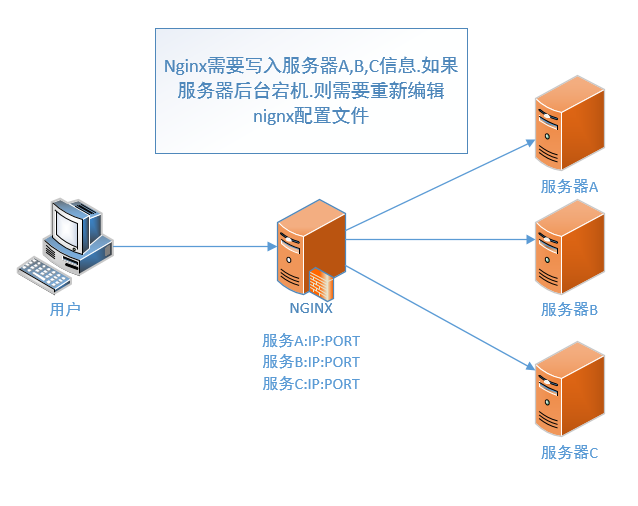 Nginx需要写入服务器A,B,C信息.如果
服务器后台宕机.则需要重新编辑
nignx配置文件
服务器A
用户
NGINX
服务器B
服务A:IP:PORT
服务B:IP:PORT
服务C:IP:PORT
服务器C